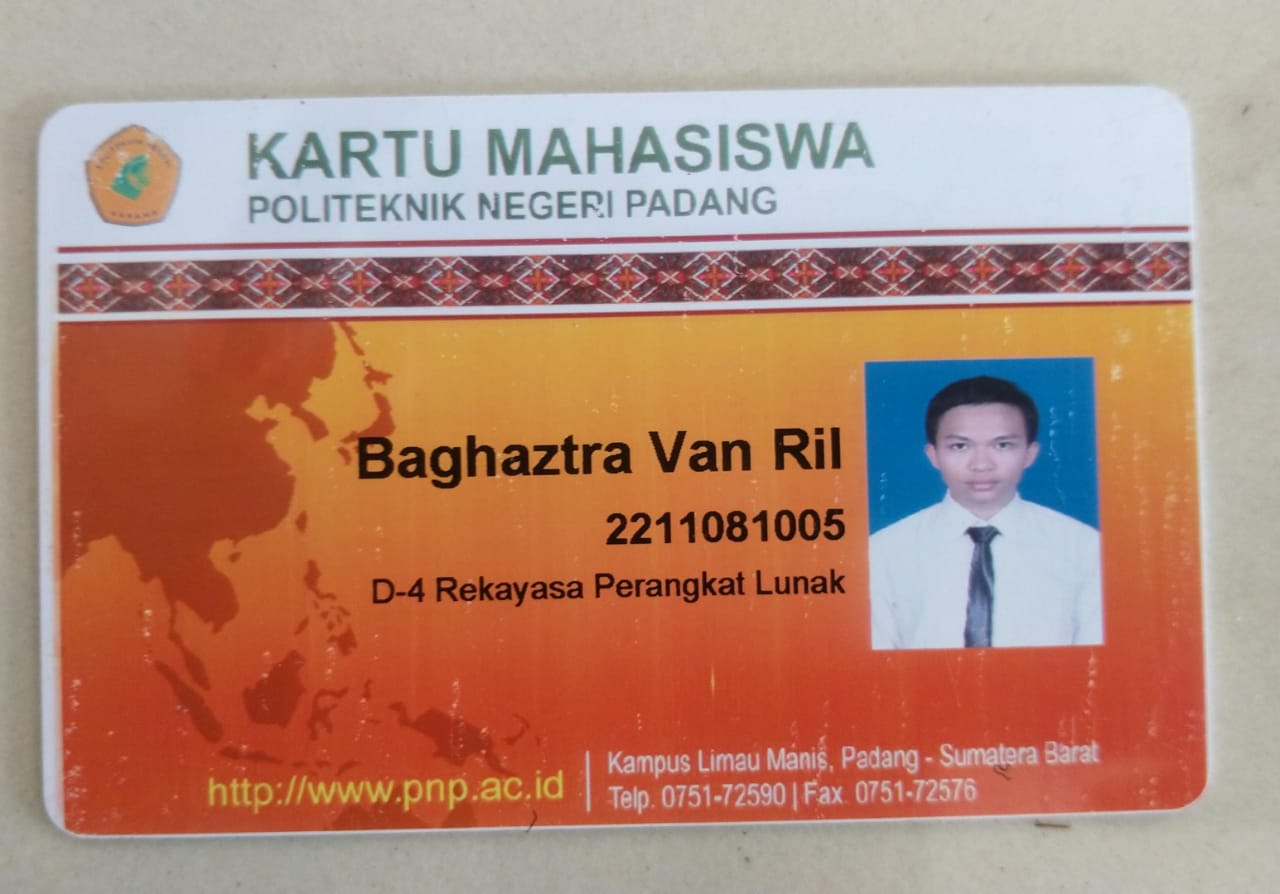 KARTU MAHASISWA
POLITEKNIK NEGERI PADANG
Baghaztra Van Ril
2211081005
D-4 Rekayasa Perangkat Lunak
http://www.pnp.ac.id
Kampus Limau Manis, Padang - Sumatera Barat
Telp. 0751-72590 | Fax. 0751-72576